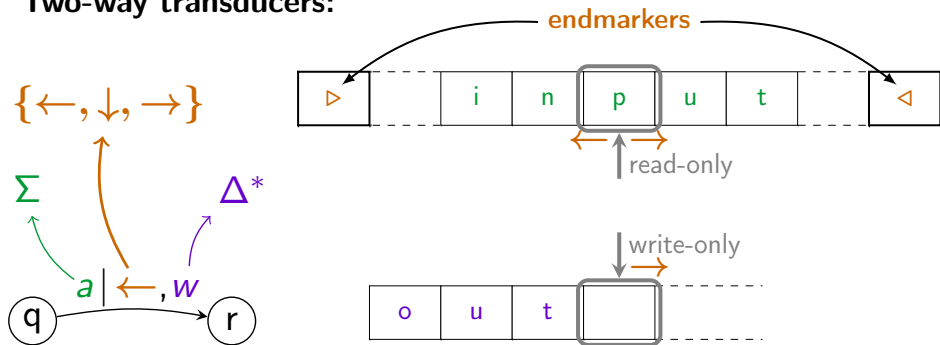 Two-way transducers:
endmarkers
{←, ↓, →}
▷ i n p u t ◁
read-only
Σ
Δ*
write-only
a | ←, w
q r
o u t